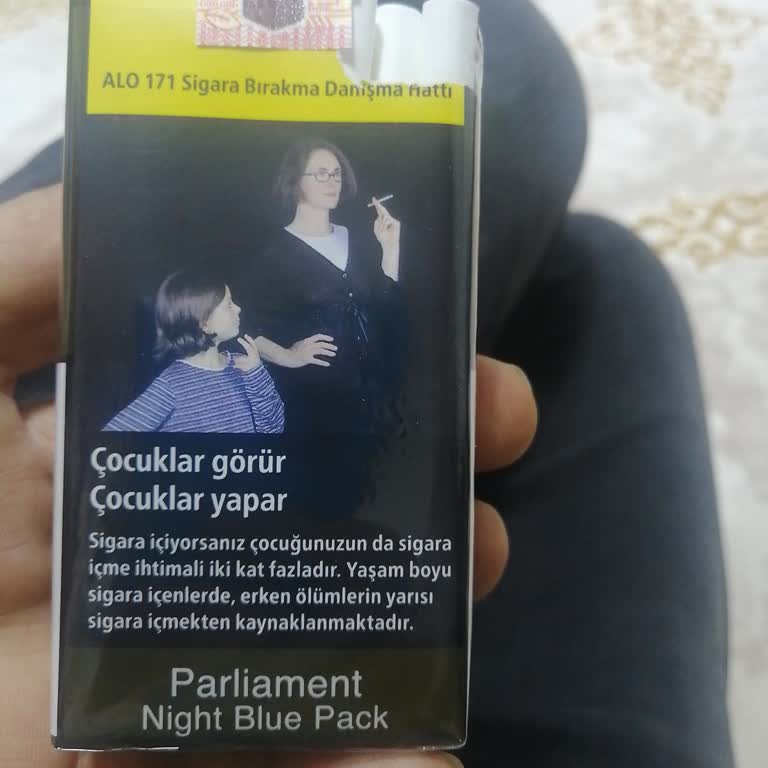 ALO 171 Sigara Bırakma Danışma Hattı
Çocuklar görür
Çocuklar yapar
Sigara içiyorsanız çocuğunuzun da sigara
içme ihtimali iki kat fazladır. Yaşam boyu
sigara içenlerde, erken ölümlerin yarısı
sigara içmekten kaynaklanmaktadır.
Parliament
Night Blue Pack